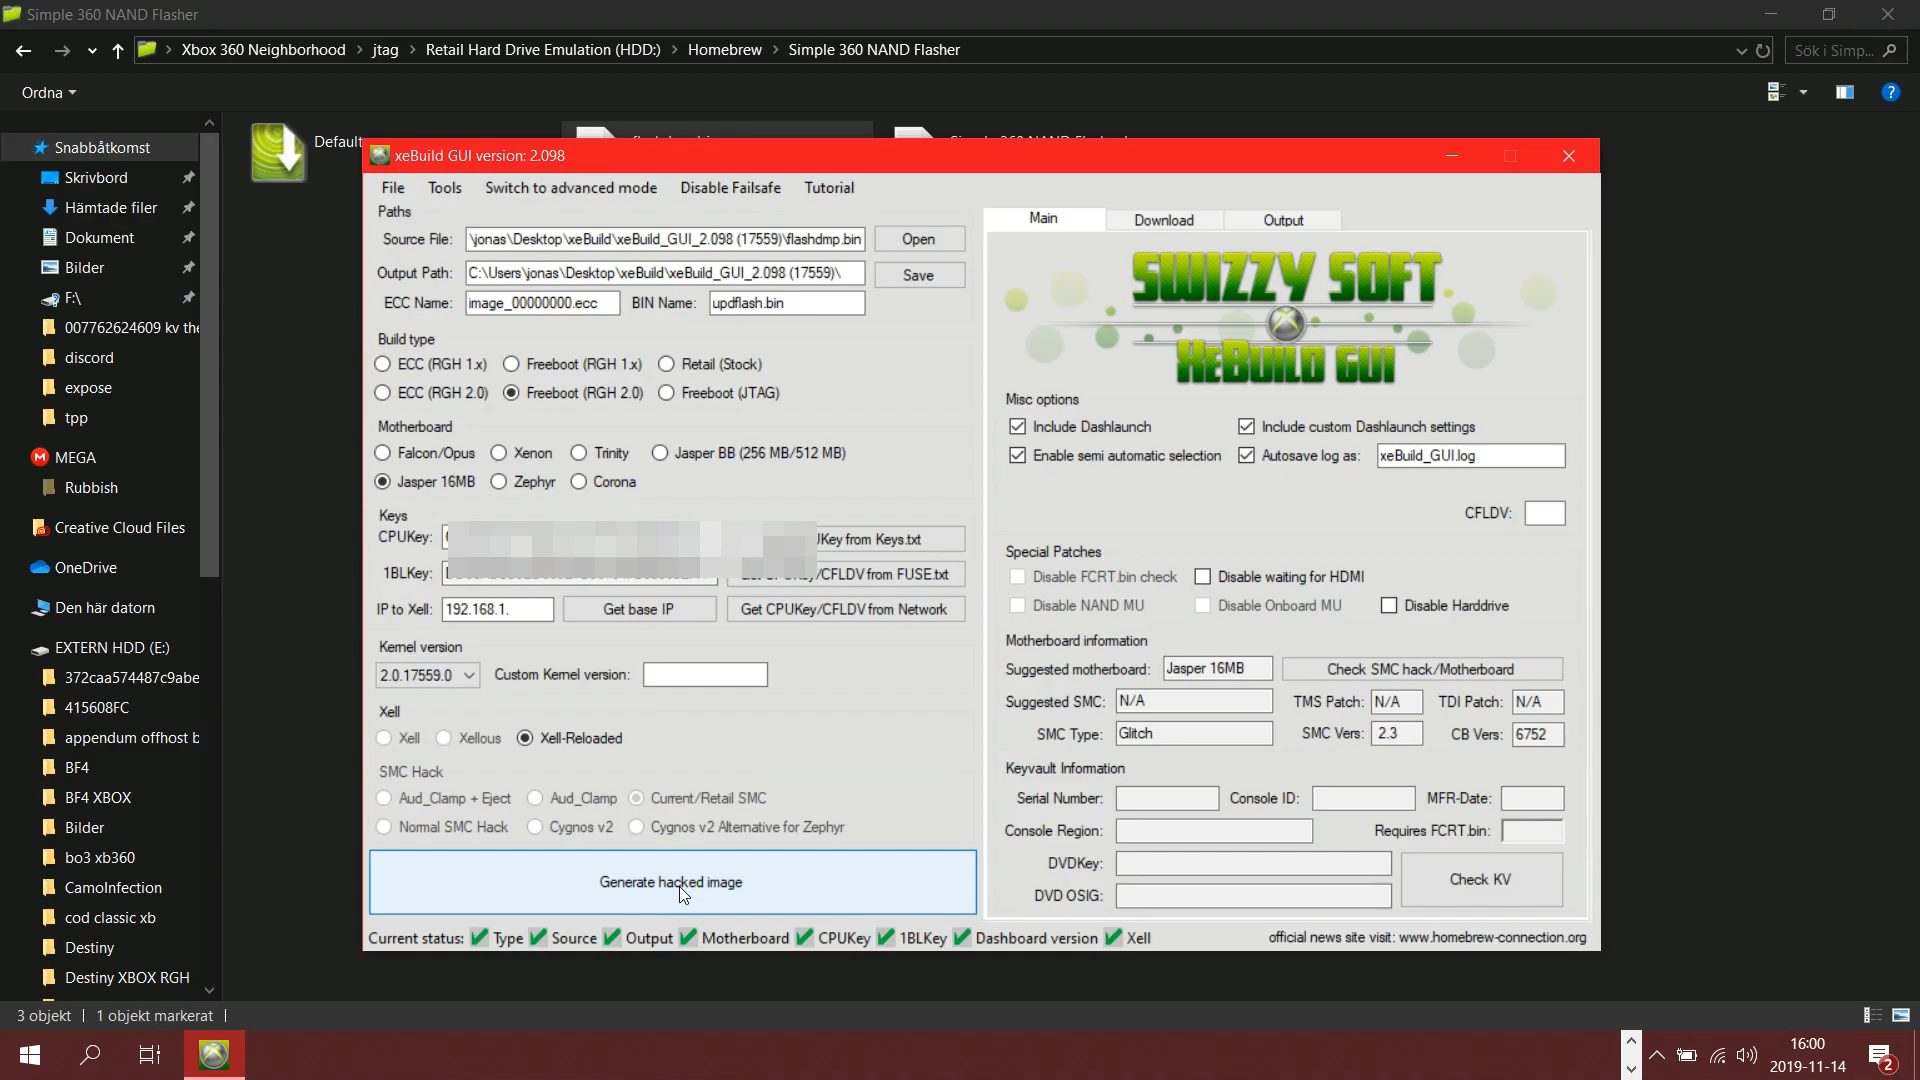 Simple 360 NAND Flasher
Xbox 360 Neighborhood > jtag > Retail Hard Drive Emulation (HDD:) > Homebrew > Simple 360 NAND Flasher
Sök i Simp...
Ordna
Snabbåtkomst
Skrivbord
Hämtade filer
Dokument
Bilder
F:\
007762624609 kv the
discord
expose
tpp
MEGA
Rubbish
Creative Cloud Files
OneDrive
Den här datorn
EXTERN HDD (E:)
372caa574487c9abe
415608FC
appendum offhost b
BF4
BF4 XBOX
Bilder
bo3 xb360
CamoInfection
cod classic xb
Destiny
Destiny XBOX RGH
Default
xeBuild GUI version: 2.098
File Tools Switch to advanced mode Disable Failsafe Tutorial
Paths
Source File: \jonas\Desktop\xeBuild\xeBuild_GUI_2.098 (17559)\flashdmp.bin Open
Output Path: C:\Users\jonas\Desktop\xeBuild\xeBuild_GUI_2.098 (17559)\ Save
ECC Name: image_00000000.ecc BIN Name: updflash.bin
Build type
ECC (RGH 1.x) Freeboot (RGH 1.x) Retail (Stock)
ECC (RGH 2.0) Freeboot (RGH 2.0) Freeboot (JTAG)
Motherboard
Falcon/Opus Xenon Trinity Jasper BB (256 MB/512 MB)
Jasper 16MB Zephyr Corona
Keys
CPUKey: Key from Keys.txt
1BLKey: CPUKey/CFLDV from FUSE.txt
IP to Xell: 192.168.1. Get base IP Get CPUKey/CFLDV from Network
Kernel version
2.0.17559.0 Custom Kernel version:
Xell
Xell Xellous Xell-Reloaded
SMC Hack
Aud_Clamp + Eject Aud_Clamp Current/Retail SMC
Normal SMC Hack Cygnos v2 Cygnos v2 Alternative for Zephyr
Generate hacked image
Main Download Output
SWIZZY SOFT
XEBUILD GUI
Misc options
Include Dashlaunch Include custom Dashlaunch settings
Enable semi automatic selection Autosave log as: xeBuild_GUI.log
CFLDV:
Special Patches
Disable FCRT.bin check Disable waiting for HDMI
Disable NAND MU Disable Onboard MU Disable Harddrive
Motherboard information
Suggested motherboard: Jasper 16MB Check SMC hack/Motherboard
Suggested SMC: N/A TMS Patch: N/A TDI Patch: N/A
SMC Type: Glitch SMC Vers: 2.3 CB Vers: 6752
Keyvault Information
Serial Number: Console ID: MFR-Date:
Console Region: Requires FCRT.bin:
DVDKey:
DVD OSIG:
Check KV
Current status: Type Source Output Motherboard CPUKey 1BLKey Dashboard version Xell
official news site visit: www.homebrew-connection.org
3 objekt 1 objekt markerat
16:00
2019-11-14
2